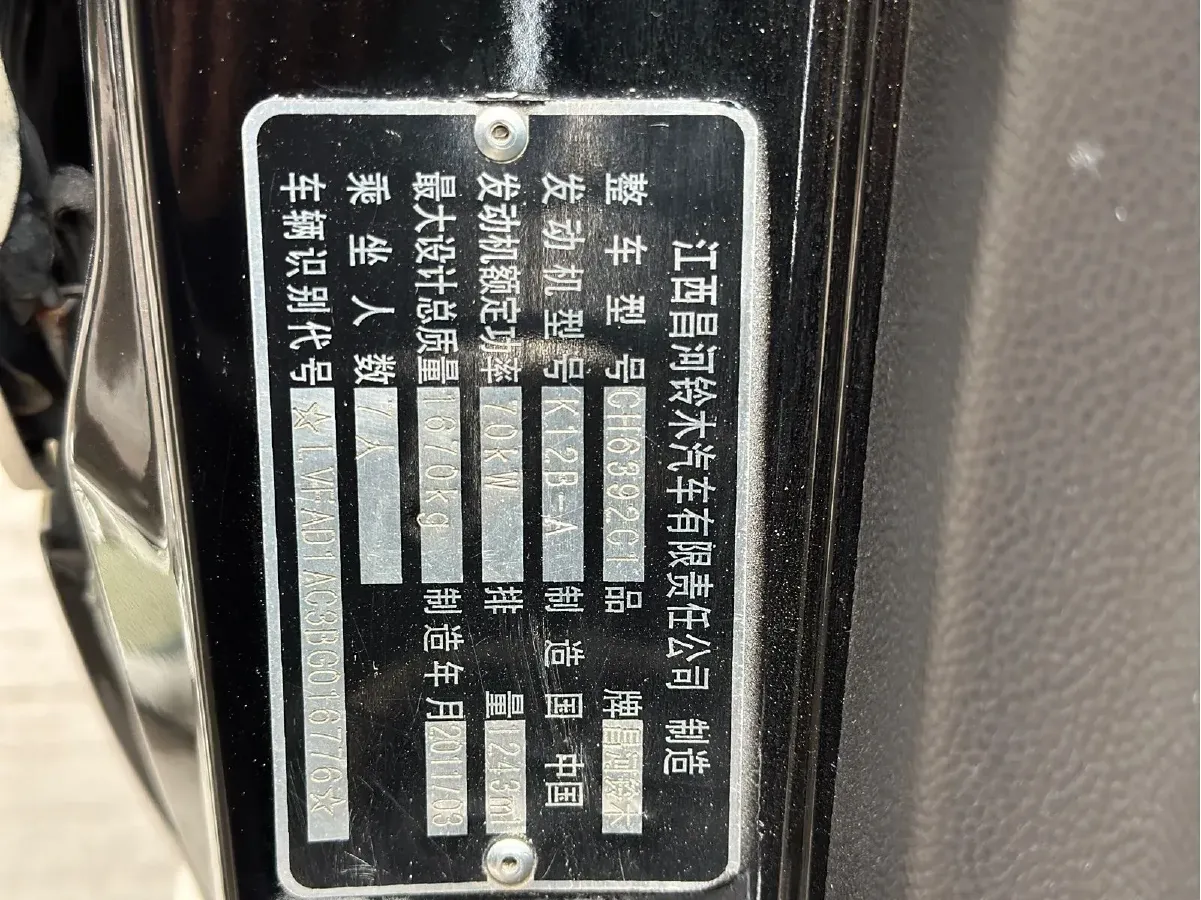 江西昌河铃木汽车有限责任公司 制造
整车型号 CH6392C1 品牌 昌河铃木
发动机型号 K12B-A 制造国 中国
发动机额定功率 70kW 排量 1243ml
最大设计总质量 1670kg 制造年月 2011/03
乘坐人数 7人
车辆识别代号 ☆LVFAD1AC3BG016776☆